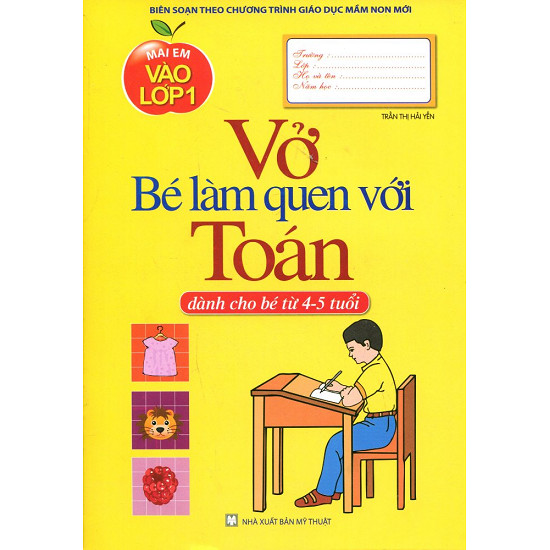 BIÊN SOẠN THEO CHƯƠNG TRÌNH GIÁO DỤC MẦM NON MỚI
MAI EM
VÀO
LỚP 1
Trường :
Lớp :
Họ và tên :
Năm học :
TRẦN THỊ HẢI YẾN
Vở
Bé làm quen với
Toán
dành cho bé từ 4-5 tuổi
NHÀ XUẤT BẢN MỸ THUẬT